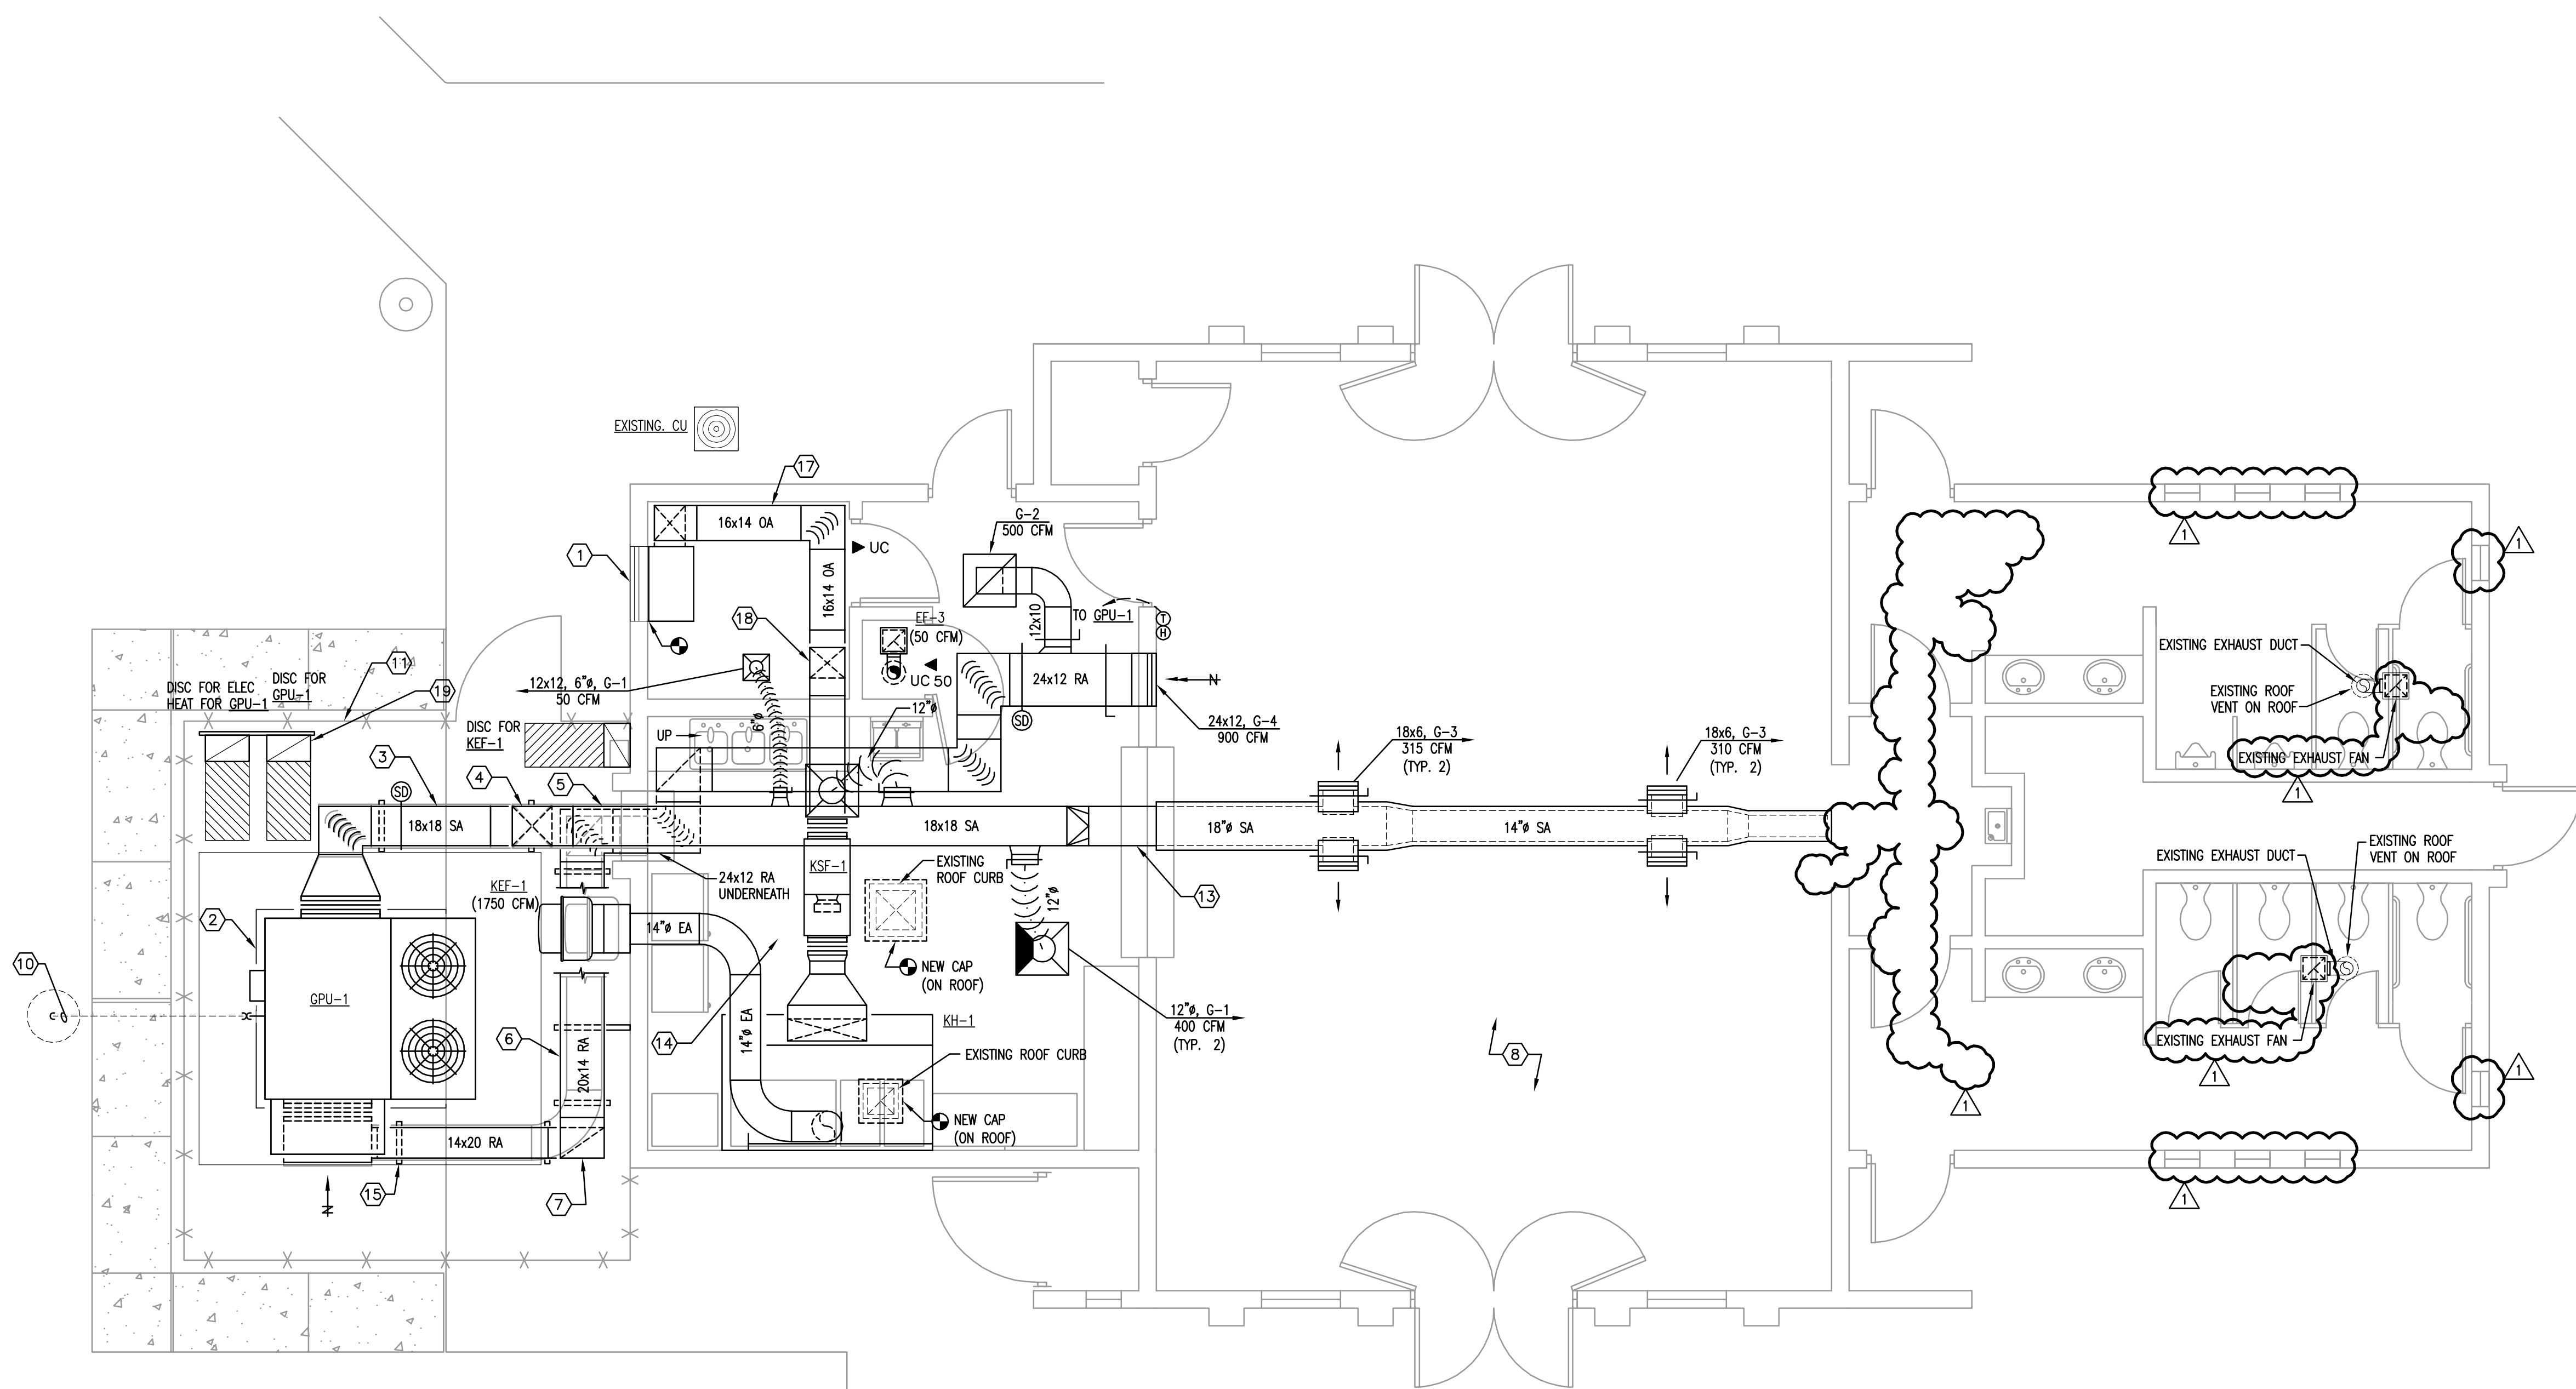 EXISTING. CU
17
16x14 OA
G-2
500 CFM
1
UC
16x14 OA
18
EF-3
(50 CFM)
UC 50
12x10
TO GPU-1
T
H
24x12 RA
SD
N
24x12, G-4
900 CFM
12x12, 6"ø, G-1
50 CFM
6"ø
12"ø
11
DISC FOR ELEC
HEAT FOR GPU-1
DISC FOR
GPU-1
19
DISC FOR
KEF-1
UP
3
SD
4
5
18x18 SA
18x18 SA
18"ø SA
14"ø SA
18x6, G-3
315 CFM
(TYP. 2)
18x6, G-3
310 CFM
(TYP. 2)
KEF-1
(1750 CFM)
24x12 RA
UNDERNEATH
KSF-1
EXISTING
ROOF CURB
12"ø
13
2
14"ø EA
10
GPU-1
NEW CAP
(ON ROOF)
6
20x14 RA
14
14"ø EA
KH-1
12"ø, G-1
400 CFM
(TYP. 2)
8
EXISTING ROOF CURB
NEW CAP
(ON ROOF)
14x20 RA
15
7
N
1
1
EXISTING EXHAUST DUCT
EXISTING ROOF
VENT ON ROOF
EXISTING EXHAUST FAN
1
EXISTING EXHAUST DUCT
EXISTING ROOF
VENT ON ROOF
EXISTING EXHAUST FAN
1
1
1
1